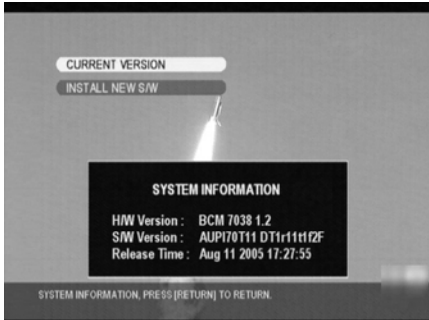 CURRENT VERSION
INSTALL NEW S/W
SYSTEM INFORMATION
H/W Version : BCM 7038 1.2
S/W Version : AUPI70T11 DT1r11t1f2F
Release Time : Aug 11 2005 17:27:55
SYSTEM INFORMATION, PRESS [RETURN] TO RETURN.